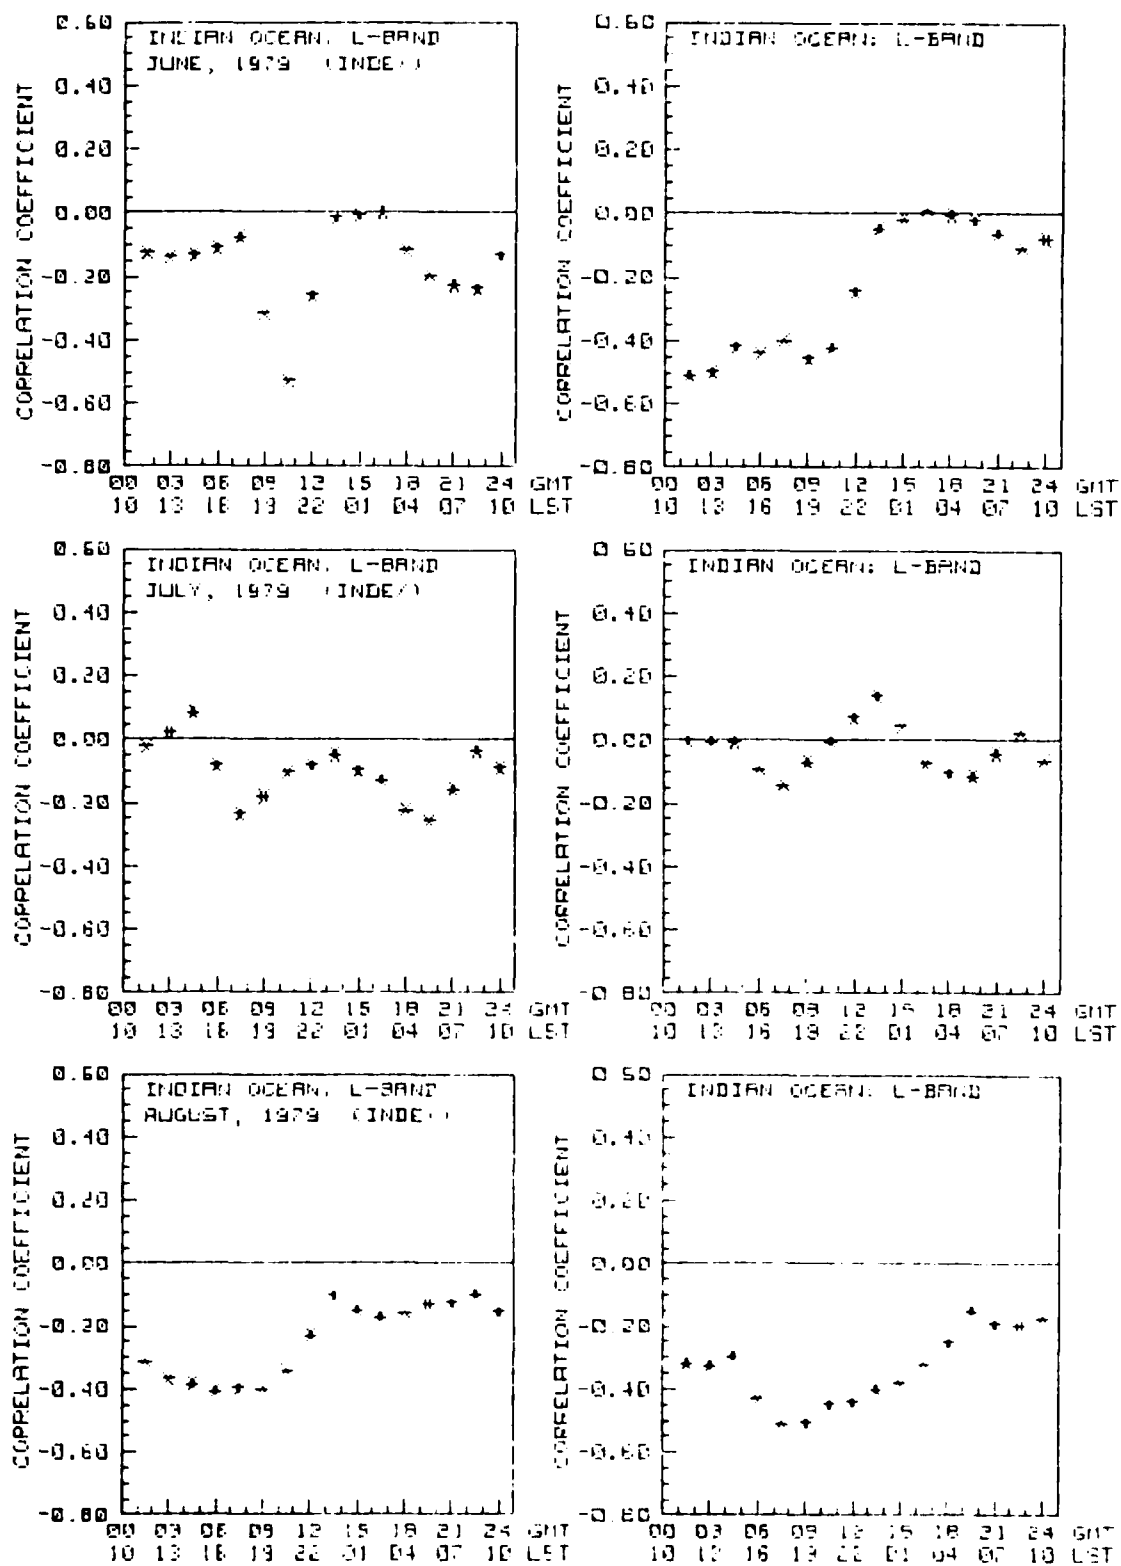 0.60
INDIAN OCEAN, L-BAND
JUNE, 1979 (INDEX)
0.40
0.20
0.00
-0.20
-0.40
-0.60
-0.80
CORRELATION COEFFICIENT
00 03 06 09 12 15 18 21 24 GMT
10 13 16 19 22 01 04 07 10 LST
0.60
INDIAN OCEAN: L-BAND
0.40
0.20
0.00
-0.20
-0.40
-0.60
-0.80
CORRELATION COEFFICIENT
00 03 06 09 12 15 18 21 24 GMT
10 13 16 19 22 01 04 07 10 LST
0.60
INDIAN OCEAN, L-BAND
JULY, 1979 (INDEX)
0.40
0.20
0.00
-0.20
-0.40
-0.60
-0.80
CORRELATION COEFFICIENT
00 03 06 09 12 15 18 21 24 GMT
10 13 16 19 22 01 04 07 10 LST
0.60
INDIAN OCEAN: L-BAND
0.40
0.20
0.00
-0.20
-0.40
-0.60
-0.80
CORRELATION COEFFICIENT
00 03 06 09 12 15 18 21 24 GMT
10 13 16 19 22 01 04 07 10 LST
0.60
INDIAN OCEAN, L-BAND
AUGUST, 1979 (INDEX)
0.40
0.20
0.00
-0.20
-0.40
-0.60
-0.80
CORRELATION COEFFICIENT
00 03 06 09 12 15 18 21 24 GMT
10 13 16 19 22 01 04 07 10 LST
0.60
INDIAN OCEAN: L-BAND
0.40
0.20
0.00
-0.20
-0.40
-0.60
-0.80
CORRELATION COEFFICIENT
00 03 06 09 12 15 18 21 24 GMT
10 13 16 19 22 01 04 07 10 LST